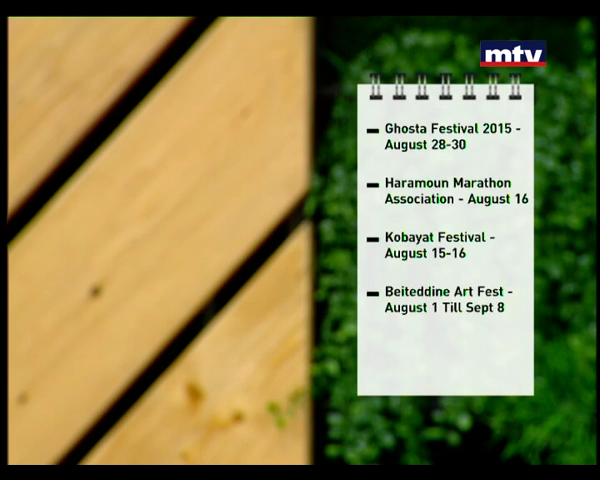 mtv
Ghosta Festival 2015 -
August 28-30
Haramoun Marathon
Association - August 16
Kobayat Festival -
August 15-16
Beiteddine Art Fest -
August 1 Till Sept 8